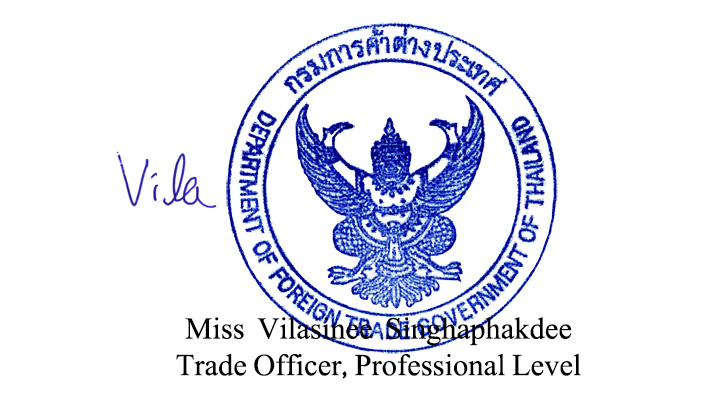 กรมการค้าต่างประเทศ
DEPARTMENT OF FOREIGN TRADE GOVERNMENT OF THAILAND
Vila
Miss Vilasinee Singhaphakdee
Trade Officer, Professional Level